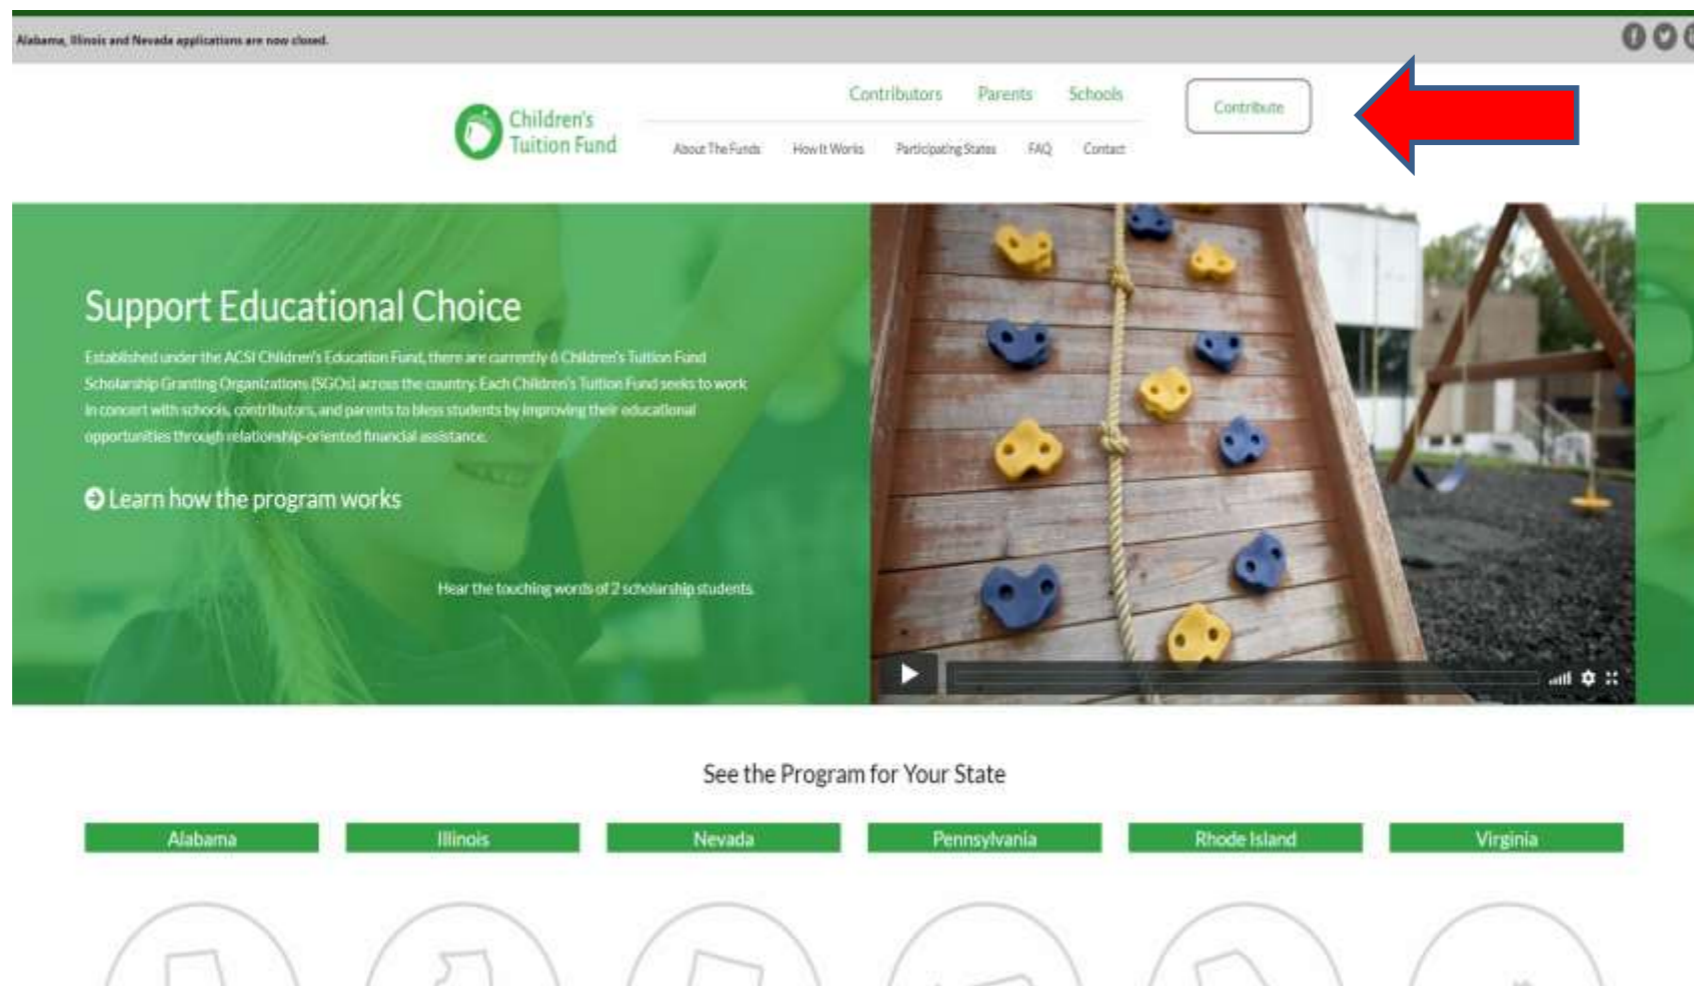 Alabama, Illinois and Nevada applications are now closed.
Contributors Parents Schools
Contribute
Children's
Tuition Fund
About The Funds How It Works Participating States FAQ Contact
Support Educational Choice
Established under the ACSI Children's Education Fund, there are currently 6 Children's Tuition Fund
Scholarship Granting Organizations (SGOs) across the country. Each Children's Tuition Fund seeks to work
in concert with schools, contributors, and parents to bless students by improving their educational
opportunities through relationship-oriented financial assistance.
Learn how the program works
Hear the touching words of 2 scholarship students.
See the Program for Your State
Alabama Illinois Nevada Pennsylvania Rhode Island Virginia